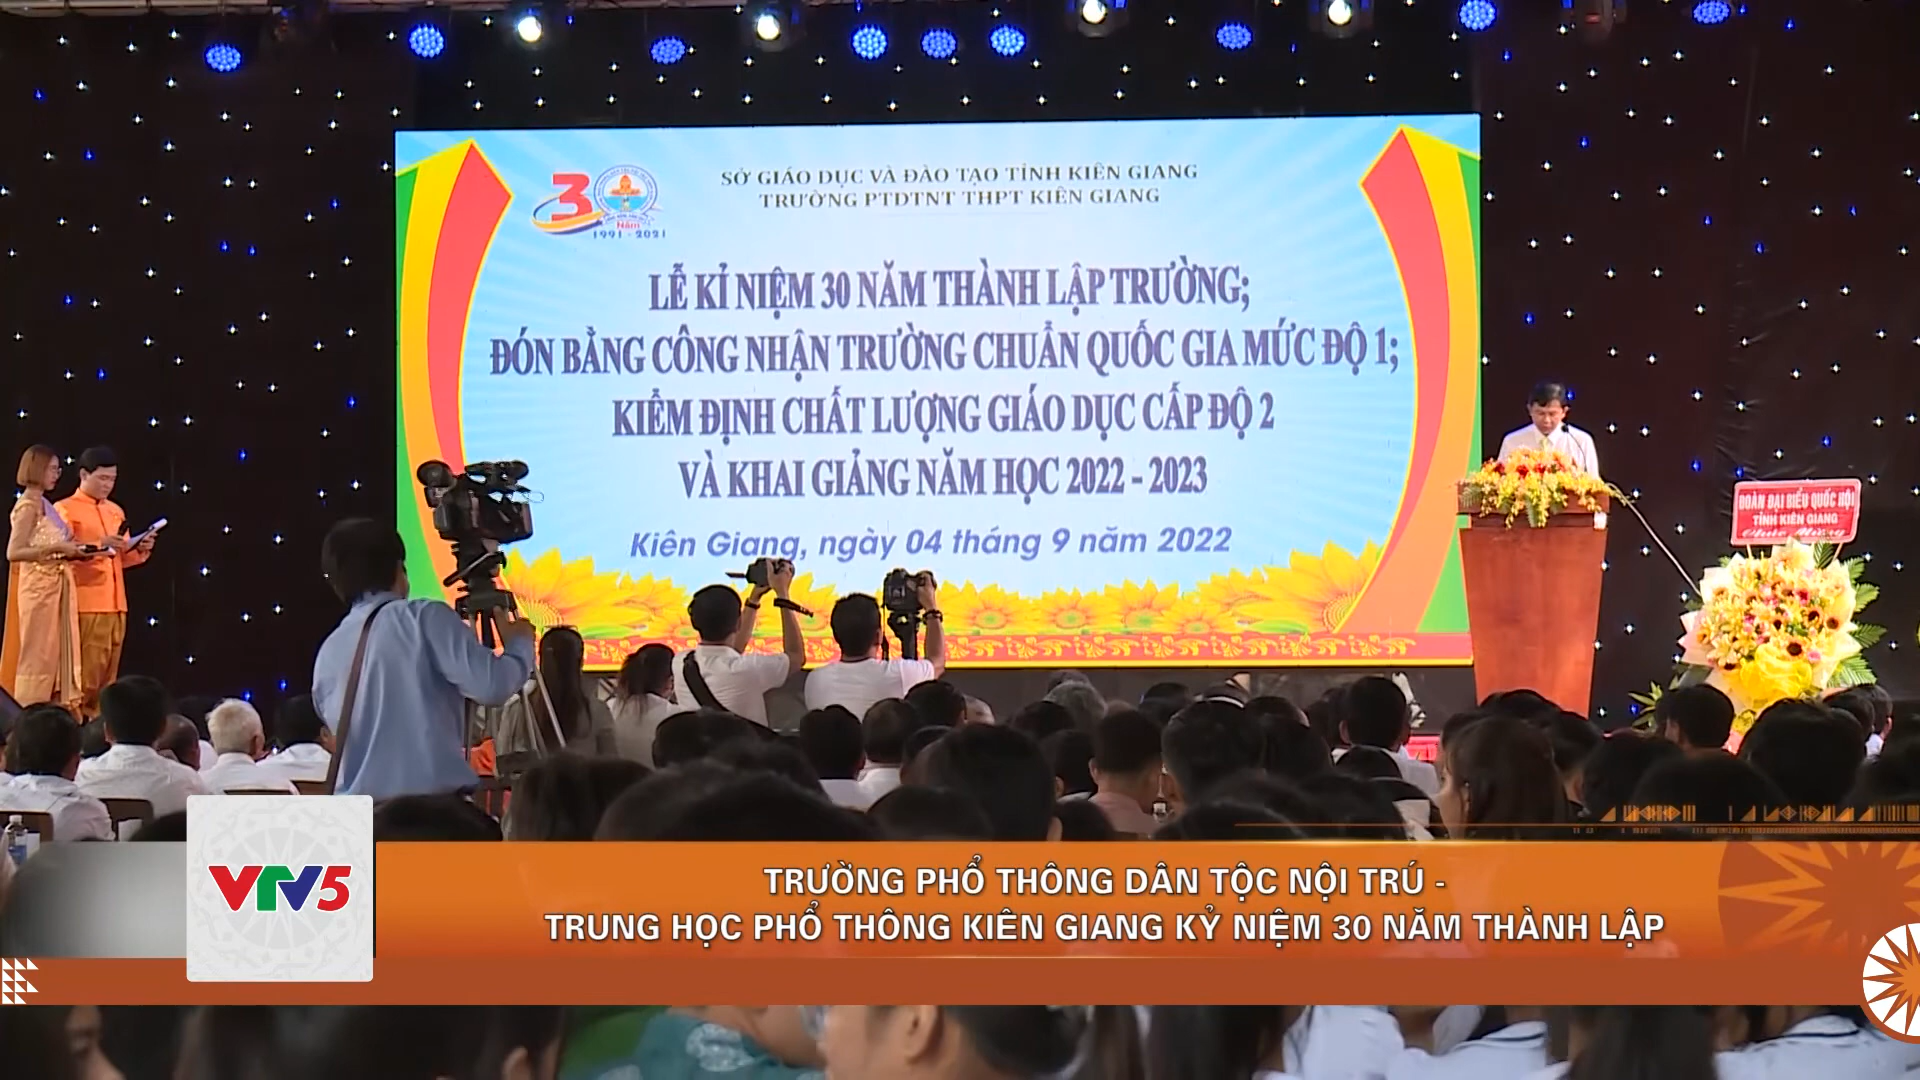 SỞ GIÁO DỤC VÀ ĐÀO TẠO TỈNH KIÊN GIANG
TRƯỜNG PTDTNT THPT KIÊN GIANG
30
Năm
1991 - 2021
LỄ KỈ NIỆM 30 NĂM THÀNH LẬP TRƯỜNG;
ĐÓN BẰNG CÔNG NHẬN TRƯỜNG CHUẨN QUỐC GIA MỨC ĐỘ 1;
KIỂM ĐỊNH CHẤT LƯỢNG GIÁO DỤC CẤP ĐỘ 2
VÀ KHAI GIẢNG NĂM HỌC 2022 - 2023
Kiên Giang, ngày 04 tháng 9 năm 2022
ĐOÀN ĐẠI BIỂU QUỐC HỘI
TỈNH KIÊN GIANG
Chúc Mừng
VTV5
TRƯỜNG PHỔ THÔNG DÂN TỘC NỘI TRÚ -
TRUNG HỌC PHỔ THÔNG KIÊN GIANG KỶ NIỆM 30 NĂM THÀNH LẬP